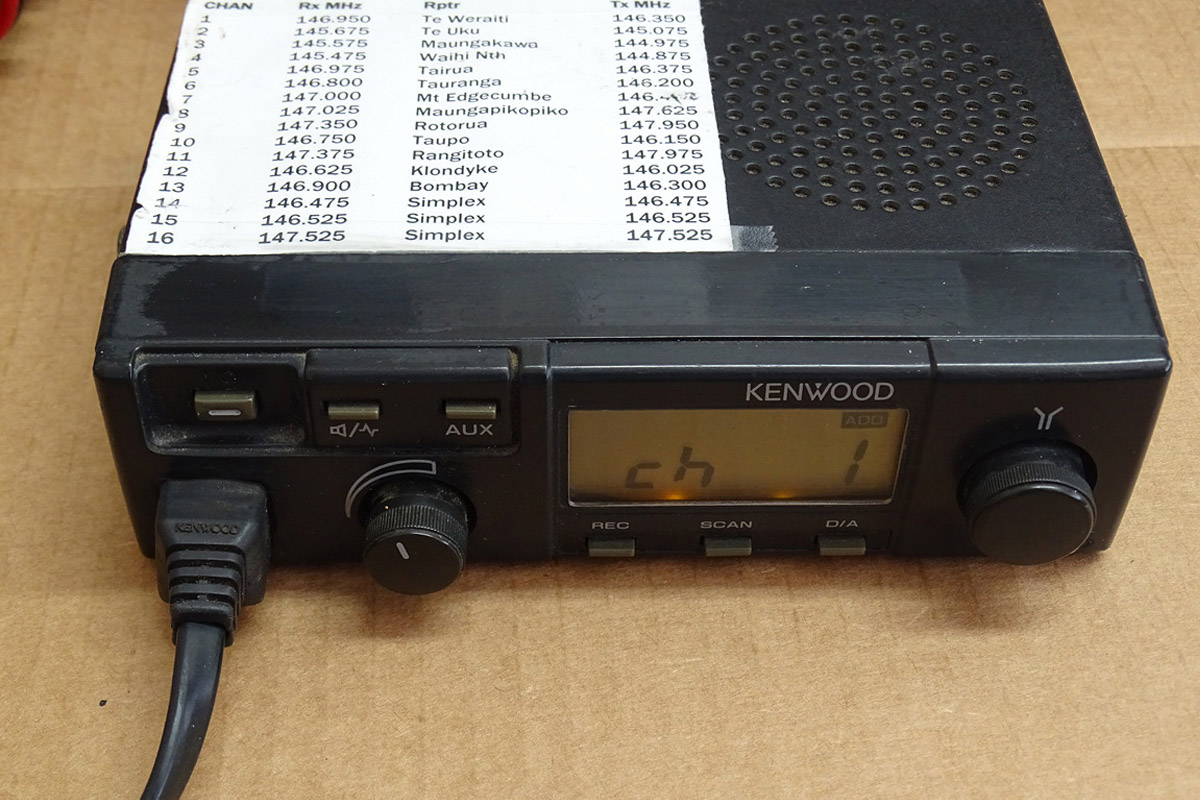 CHAN Rx MHz Rptr Tx MHz
1 146.950 Te Weraiti 146.350
2 145.675 Te Uku 145.075
3 145.575 Maungakawa 144.975
4 145.475 Waihi Nth 144.875
5 146.975 Tairua 146.375
6 146.800 Tauranga 146.200
7 147.000 Mt Edgecumbe
8 147.025 Maungapikopiko 147.625
9 147.350 Rotorua 147.950
10 146.750 Taupo 146.150
11 147.375 Rangitoto 147.975
12 146.625 Klondyke 146.025
13 146.900 Bombay 146.300
14 146.475 Simplex 146.475
15 146.525 Simplex 146.525
16 147.525 Simplex 147.525
KENWOOD
ADD
AUX
ch 1
KENWOOD
REC SCAN D/A